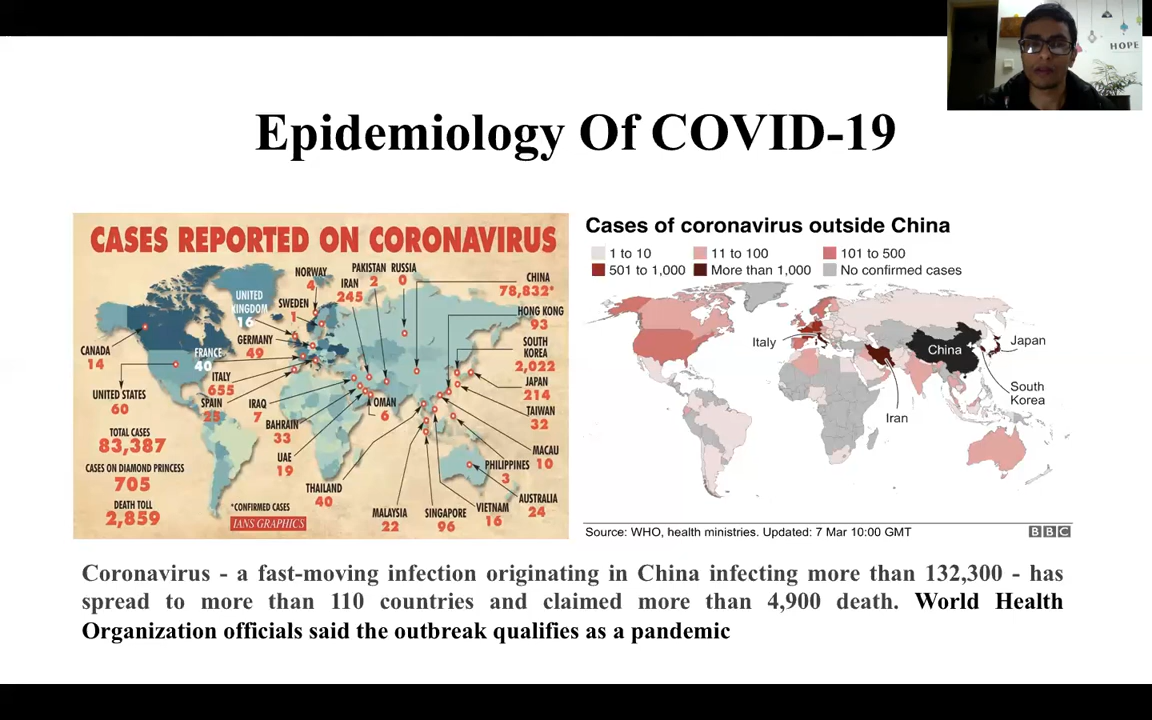 HOPE
Epidemiology Of COVID-19
CASES REPORTED ON CORONAVIRUS
NORWAY
4
PAKISTAN
2
RUSSIA
0
IRAN
245
CHINA
78,832*
UNITED
KINGDOM
16
SWEDEN
1
HONG KONG
93
GERMANY
49
SOUTH
KOREA
2,022
CANADA
14
FRANCE
40
ITALY
655
JAPAN
214
UNITED STATES
60
SPAIN
25
IRAQ
7
OMAN
6
TAIWAN
32
BAHRAIN
33
TOTAL CASES
83,387
MACAU
10
UAE
19
PHILIPPINES
3
CASES ON DIAMOND PRINCESS
705
THAILAND
40
AUSTRALIA
24
DEATH TOLL
2,859
*CONFIRMED CASES
IANS GRAPHICS
MALAYSIA
22
SINGAPORE
96
VIETNAM
16
Cases of coronavirus outside China
1 to 10
11 to 100
101 to 500
501 to 1,000
More than 1,000
No confirmed cases
Italy
China
Japan
South
Korea
Iran
Source: WHO, health ministries. Updated: 7 Mar 10:00 GMT
BBC
Coronavirus - a fast-moving infection originating in China infecting more than 132,300 - has
spread to more than 110 countries and claimed more than 4,900 death. World Health
Organization officials said the outbreak qualifies as a pandemic